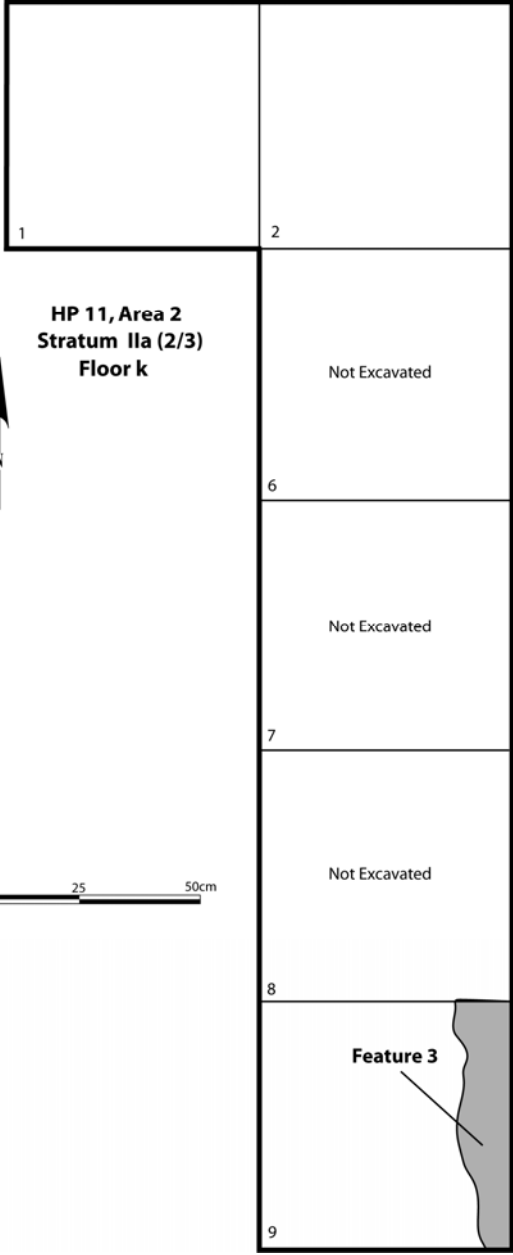 1
2
HP 11, Area 2
Stratum IIa (2/3)
Floor k
Not Excavated
6
Not Excavated
7
Not Excavated
25 50cm
8
Feature 3
9